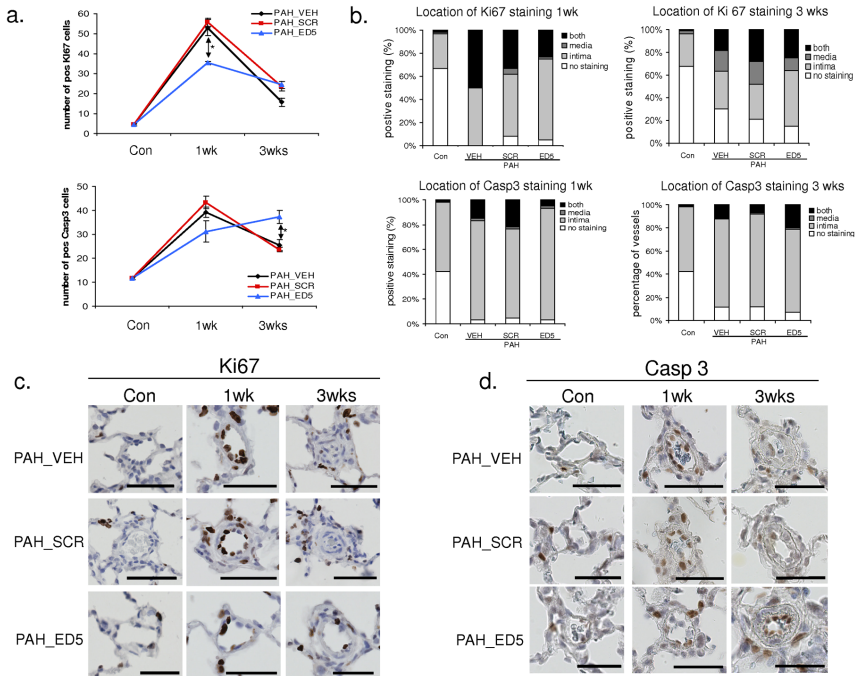 a.
number of pos KI67 cells
60
50
40
30
20
10
0
Con 1wk 3wks
PAH_VEH
PAH_SCR
PAH_ED5
*
number of pos Casp3 cells
50
40
30
20
10
0
Con 1wk 3wks
PAH_VEH
PAH_SCR
PAH_ED5
*
b.
Location of Ki67 staining 1wk
postive staining (%)
100%
80%
60%
40%
20%
0%
Con VEH SCR ED5
PAH
both
media
intima
no staining
Location of Ki 67 staining 3 wks
positive staining (%)
100%
80%
60%
40%
20%
0%
Con VEH SCR ED5
PAH
both
media
intima
no staining
Location of Casp3 staining 1wk
positive staining (%)
100%
80%
60%
40%
20%
0%
Con VEH SCR ED5
PAH
both
media
intima
no staining
Location of Casp3 staining 3 wks
percentage of vessels
100%
80%
60%
40%
20%
0%
Con VEH SCR ED5
PAH
both
media
intima
no staining
c.
Ki67
Con 1wk 3wks
PAH_VEH
PAH_SCR
PAH_ED5
d.
Casp 3
Con 1wk 3wks
PAH_VEH
PAH_SCR
PAH_ED5